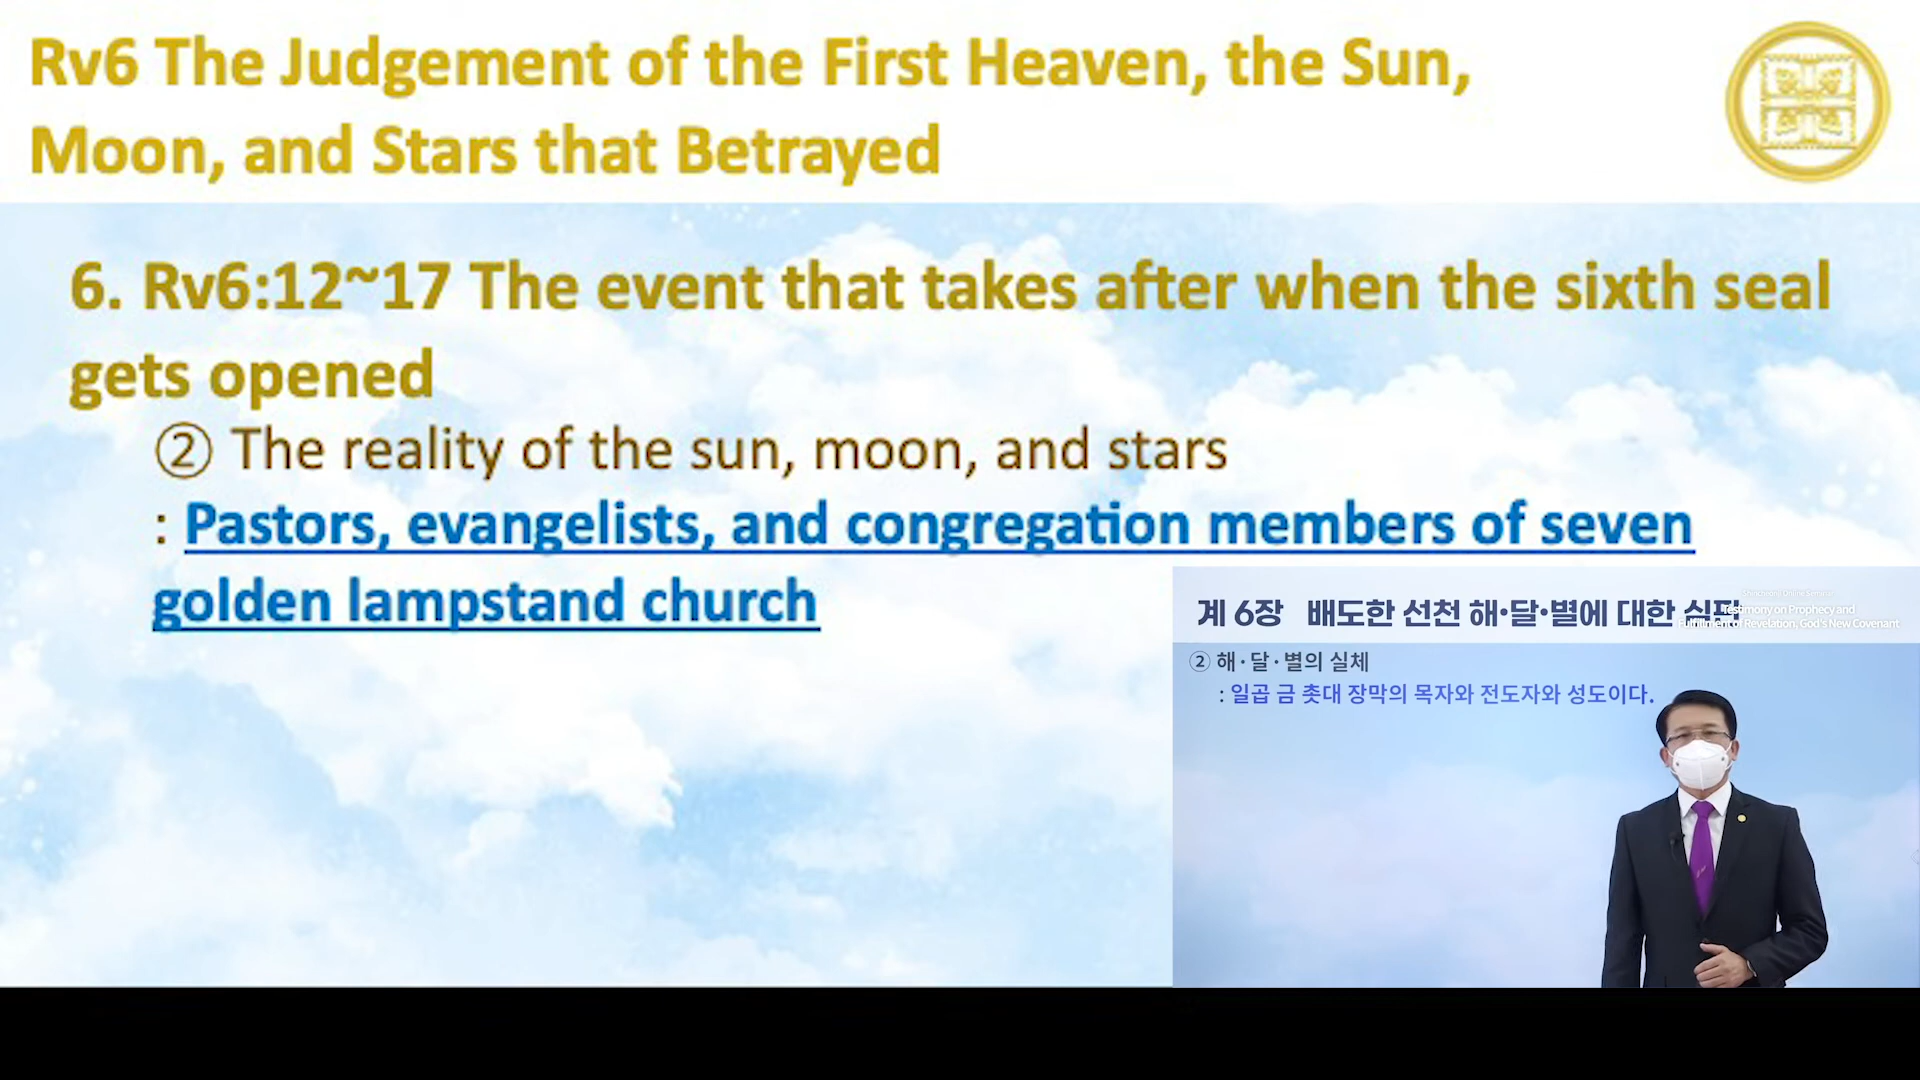 Rv6 The Judgement of the First Heaven, the Sun,
Moon, and Stars that Betrayed
6. Rv6:12~17 The event that takes after when the sixth seal
gets opened
② The reality of the sun, moon, and stars
: Pastors, evangelists, and congregation members of seven
golden lampstand church
계 6장 배도한 선천 해·달·별에 대한 심판
Testimony on Prophecy and
Fulfillment of Revelation, God's New Covenant
② 해·달·별의 실체
: 일곱 금 촛대 장막의 목자와 전도자와 성도이다.